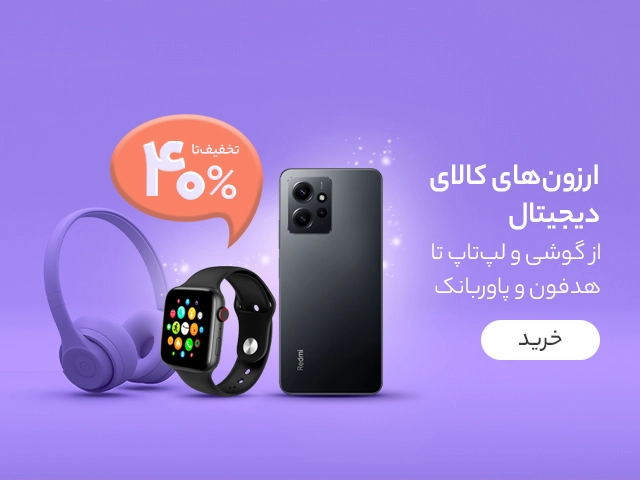 ارزون‌های کالای
دیجیتال
از گوشی و لپ‌تاپ تا
هدفون و پاوربانک
خرید
تخفیف‌تا
۴۰%
Redmi